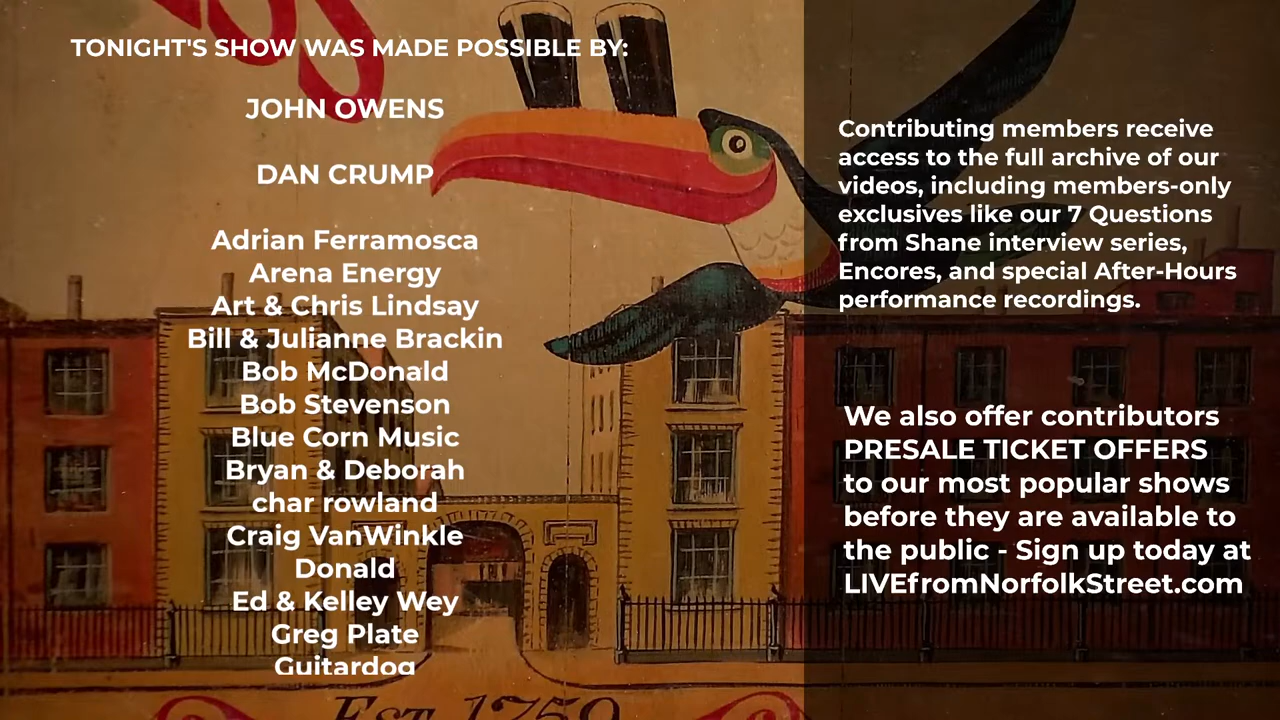 TONIGHT'S SHOW WAS MADE POSSIBLE BY:
JOHN OWENS
DAN CRUMP
Adrian Ferramosca
Arena Energy
Art & Chris Lindsay
Bill & Julianne Brackin
Bob McDonald
Bob Stevenson
Blue Corn Music
Bryan & Deborah
char rowland
Craig VanWinkle
Donald
Ed & Kelley Wey
Greg Plate
Guitardog
Contributing members receive
access to the full archive of our
videos, including members-only
exclusives like our 7 Questions
from Shane interview series,
Encores, and special After-Hours
performance recordings.
We also offer contributors
PRESALE TICKET OFFERS
to our most popular shows
before they are available to
the public - Sign up today at
LIVEfromNorfolkStreet.com
Est. 1759